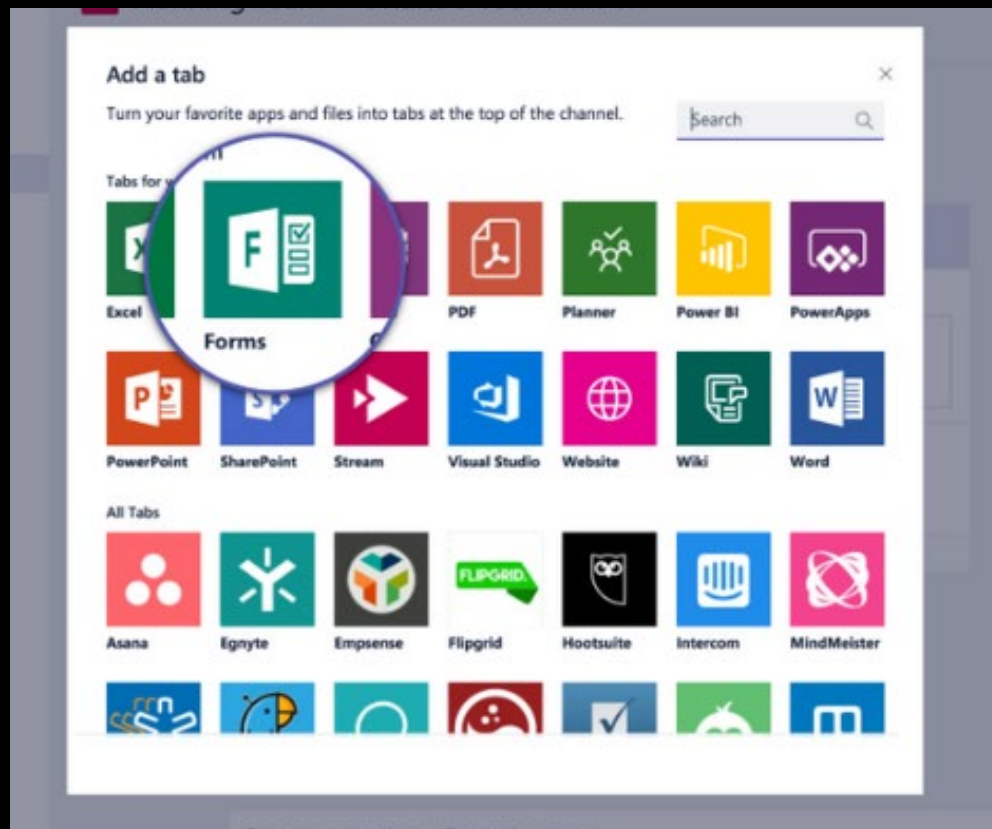 Add a tab
Turn your favorite apps and files into tabs at the top of the channel.
Search
Tabs for
Excel
Forms
PDF
Planner
Power BI
PowerApps
PowerPoint
SharePoint
Stream
Visual Studio
Website
Wiki
Word
All Tabs
Asana
Egnyte
Empsense
FLIPGRID.
Flipgrid
Hootsuite
Intercom
MindMeister